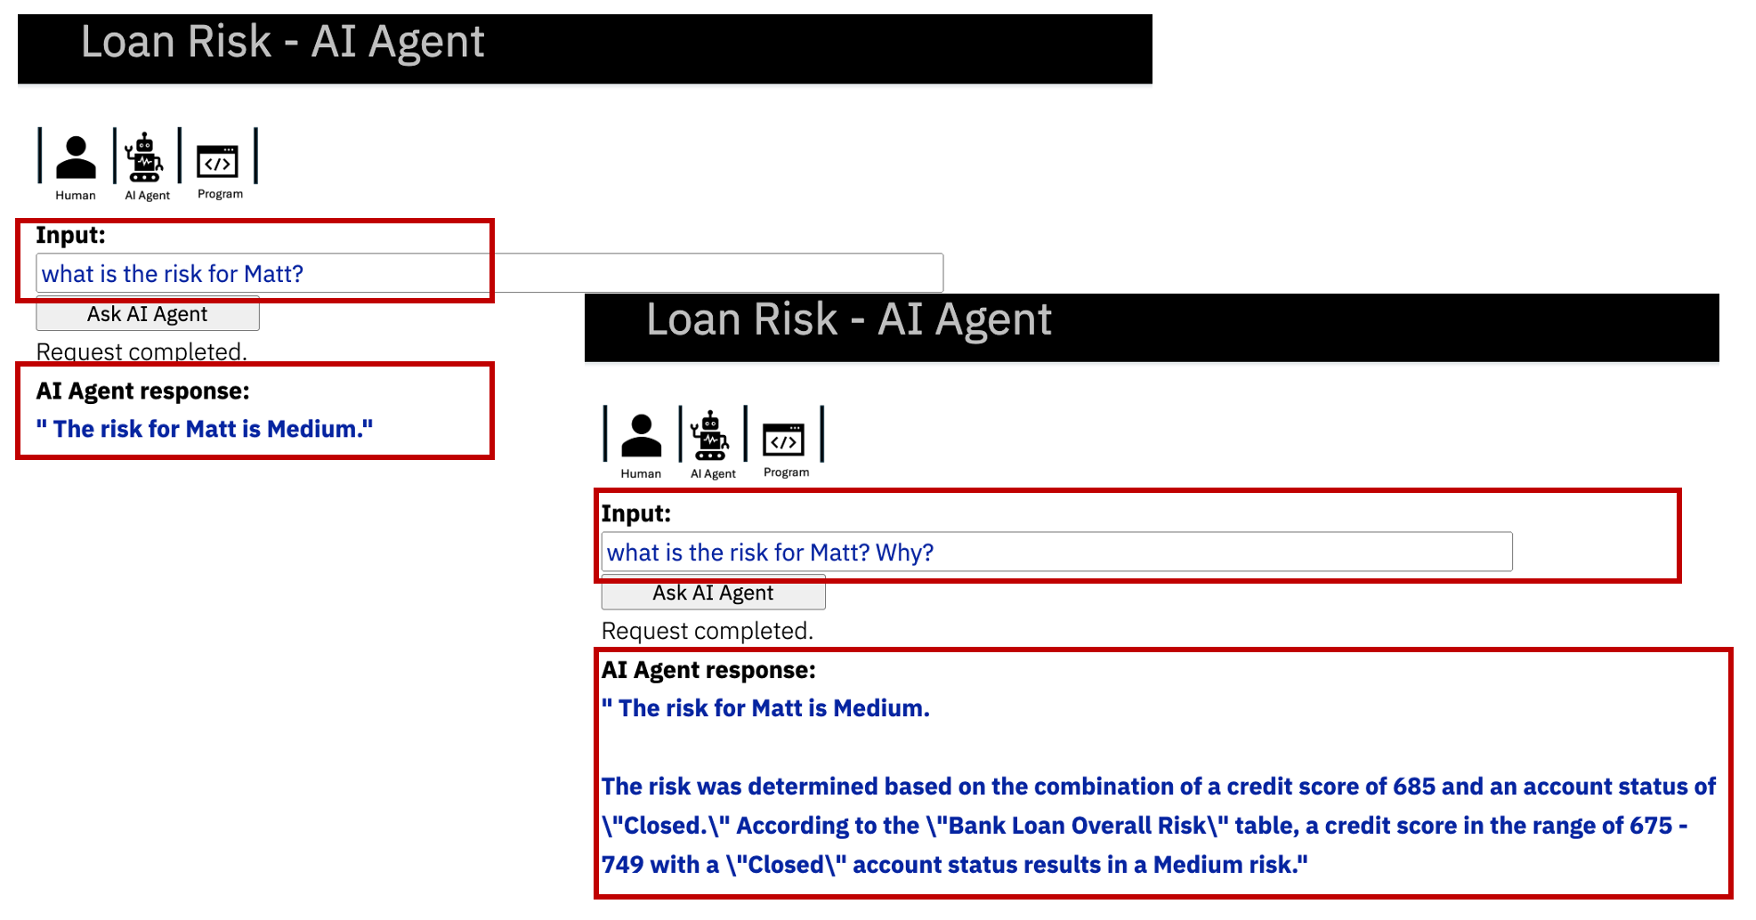 Loan Risk - AI Agent
Human
AI Agent
Program
Input:
what is the risk for Matt?
Ask AI Agent
Request completed.
AI Agent response:
" The risk for Matt is Medium."
Loan Risk - AI Agent
Human
AI Agent
Program
Input:
what is the risk for Matt? Why?
Ask AI Agent
Request completed.
AI Agent response:
" The risk for Matt is Medium.
The risk was determined based on the combination of a credit score of 685 and an account status of
\"Closed.\" According to the \"Bank Loan Overall Risk\" table, a credit score in the range of 675 -
749 with a \"Closed\" account status results in a Medium risk."